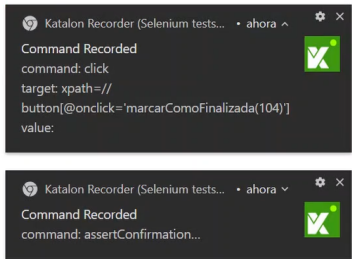 Katalon Recorder (Selenium tests... • ahora
Command Recorded
command: click
target: xpath=//
button[@onclick='marcarComoFinalizada(104)']
value:
Katalon Recorder (Selenium tests... • ahora
Command Recorded
command: assertConfirmation...